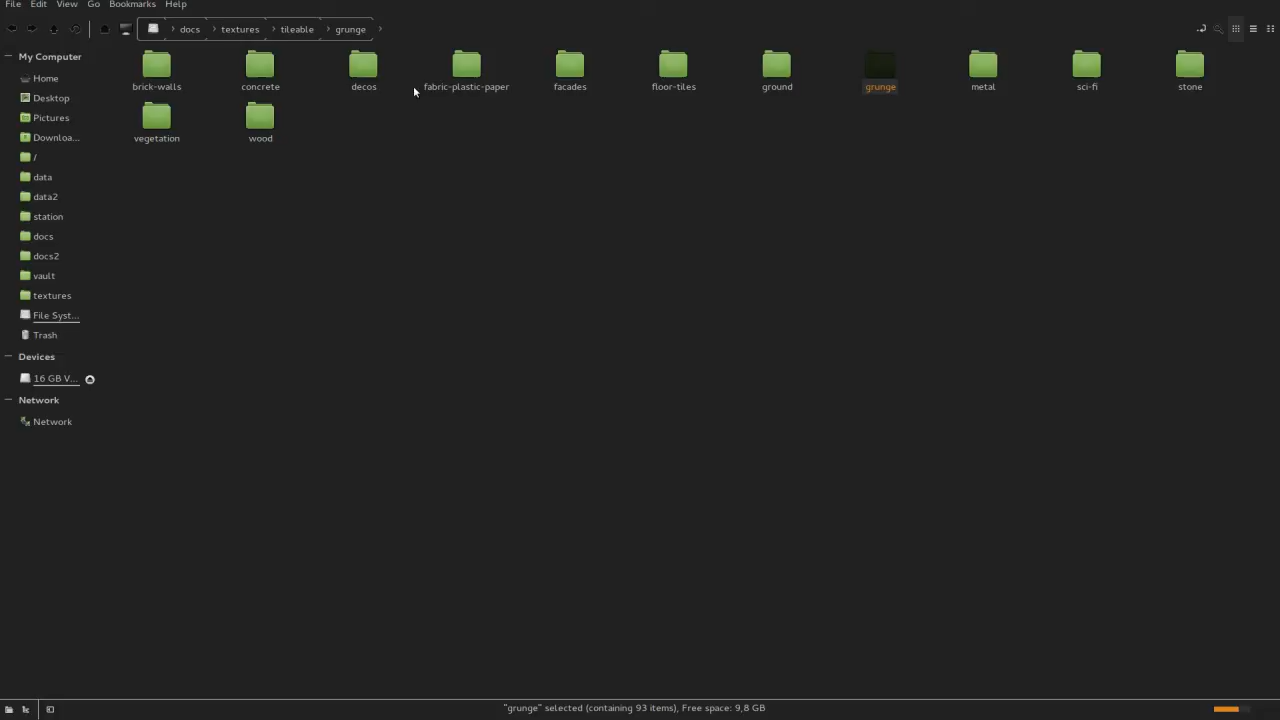 File Edit View Go Bookmarks Help
docs textures tileable grunge
My Computer
Home
Desktop
Pictures
Downloa...
/
data
data2
station
docs
docs2
vault
textures
File Syst...
Trash
Devices
16 GB V...
Network
Network
brick-walls concrete decos fabric-plastic-paper facades floor-tiles ground grunge metal sci-fi stone
vegetation wood
"grunge" selected (containing 93 items), Free space: 9,8 GB